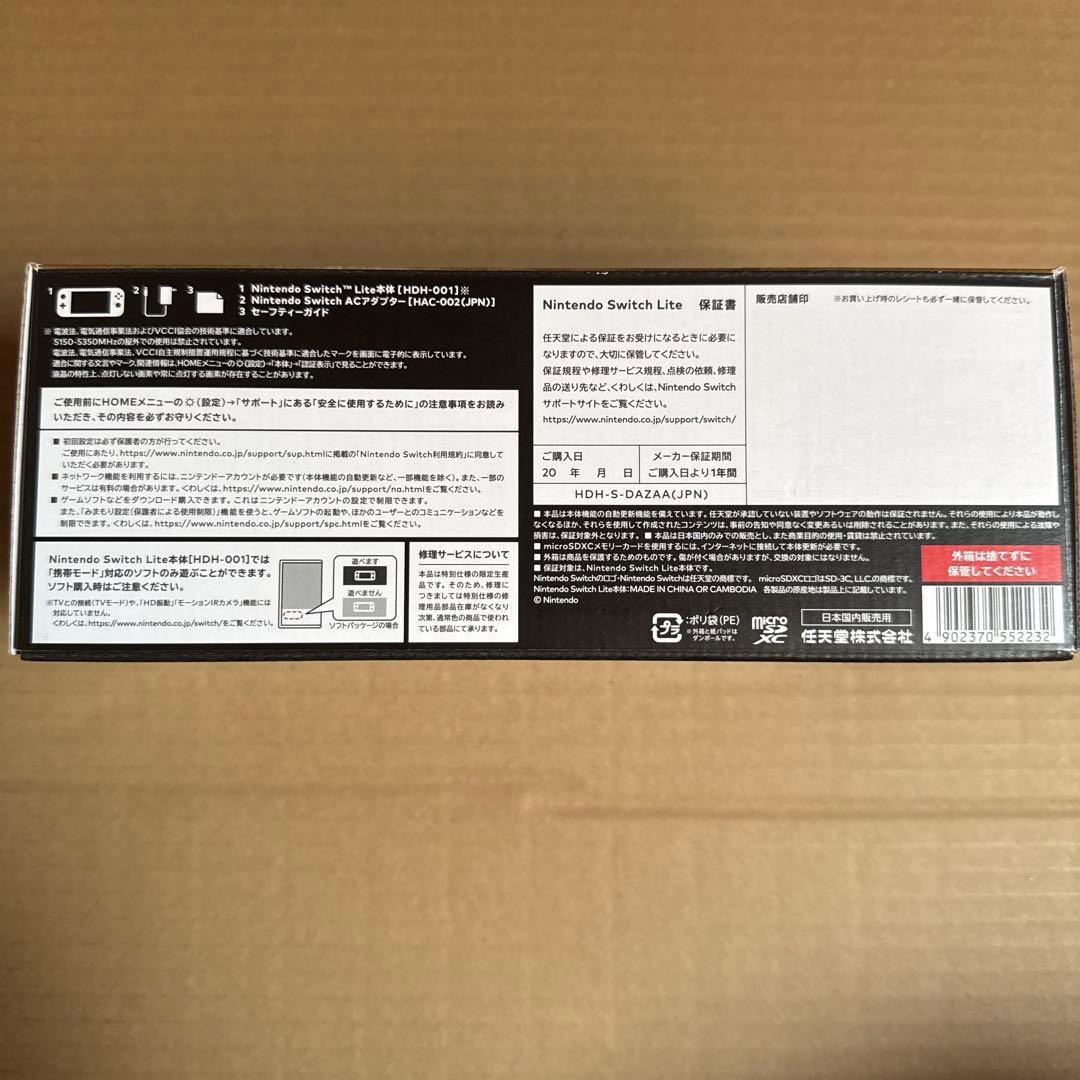 1 2 3
1 Nintendo Switch™ Lite本体[HDH-001]※
2 Nintendo Switch ACアダプター[HAC-002(JPN)]
3 セーフティーガイド
※ 電波法、電気通信事業法およびVCCI協会の技術基準に適合しています。
5150-5350MHzの屋外での使用は禁止されています。
電波法、電気通信事業法、VCCI自主規制措置運用規程に基づく技術基準に適合したマークを画面に電子的に表示しています。
適合に関する文言やマーク、関連情報は、HOMEメニューの(設定)→「本体」→「認証表示」で見ることができます。
液晶の特性上、点灯しない画素や常に点灯する画素が存在することがあります。
ご使用前にHOMEメニューの(設定)→「サポート」にある「安全に使用するために」の注意事項をお読み
いただき、その内容を必ずお守りください。
■ 初回設定は必ず保護者の方が行ってください。
ご使用にあたり、https://www.nintendo.co.jp/support/sup.htmlに掲載の「Nintendo Switch利用規約」に同意して
いただく必要があります。
■ ネットワーク機能を利用するには、ニンテンドーアカウントが必要です(本体機能の自動更新など、一部機能を除く)。また、一部の
サービスは有料の場合があります。くわしくは、https://www.nintendo.co.jp/support/na.htmlをご覧ください。
■ ゲームソフトなどをダウンロード購入できます。これはニンテンドーアカウントの設定で制限できます。
また、「みまもり設定(保護者による使用制限)」機能を使うと、ゲームソフトの起動や、ほかのユーザーとのコミュニケーションなどを
制限できます。くわしくは、https://www.nintendo.co.jp/support/spc.htmlをご覧ください。
Nintendo Switch Lite本体[HDH-001]では
「携帯モード」対応のソフトのみ遊ぶことができます。
ソフト購入時はご注意ください。
※TVとの接続(TVモード)や、「HD振動」「モーションIRカメラ」機能には
対応していません。
くわしくは、https://www.nintendo.co.jp/switch/をご覧ください。
遊べます
遊べません
ソフトパッケージの場合
修理サービスについて
本品は特別仕様の限定生産
品です。そのため、修理に
つきましては特別仕様の
修理用品部品在庫がなくなり
次第、通常色の商品で使われて
いる部品にて承ります。
Nintendo Switch Lite 保証書
任天堂による保証をお受けになるときに必要に
なりますので、大切に保管してください。
保証規程や修理サービス規程、点検の依頼、修理
品の送り先など、くわしくは、Nintendo Switch
サポートサイトをご覧ください。
https://www.nintendo.co.jp/support/switch/
ご購入日
20 年 月 日
メーカー保証期間
ご購入日より1年間
HDH-S-DAZAA(JPN)
販売店舗印
※お買い上げ時のレシートも必ず一緒に保管してください。
■ 本品は本体機能の自動更新機能を備えています。任天堂が承認していない装置やソフトウェアの動作は保証されません。それらの使用により本品が動作し
なくなるほか、それらを使用して作成されたコンテンツは、事前の告知や同意なく変更あるいは削除されることがあります。また、それらの使用による故障や
損害は、保証対象外となります。 ■ 本品は日本国内のみでの販売とし、また商業目的の使用・賃貸は禁止されています。
■ microSDXCメモリーカードを使用するには、インターネットに接続して本体更新が必要です。
■ 外箱は商品を保護するためのものです。傷が付く場合がありますが、交換の対象にはなりません。
■ 保証対象は、Nintendo Switch Lite本体です。
Nintendo Switchのロゴ・Nintendo Switchは任天堂の商標です。 microSDXCロゴはSD-3C, LLC.の商標です。
Nintendo Switch Lite本体:MADE IN CHINA OR CAMBODIA 各製品の原産地は製品上に記載しています。
© Nintendo
外箱は捨てずに
保管してください
プラ
:ポリ袋(PE)
※外箱と紙パッドは
ダンボールです。
micro
SD
XC
日本国内販売用
任天堂株式会社
4 902370 552232